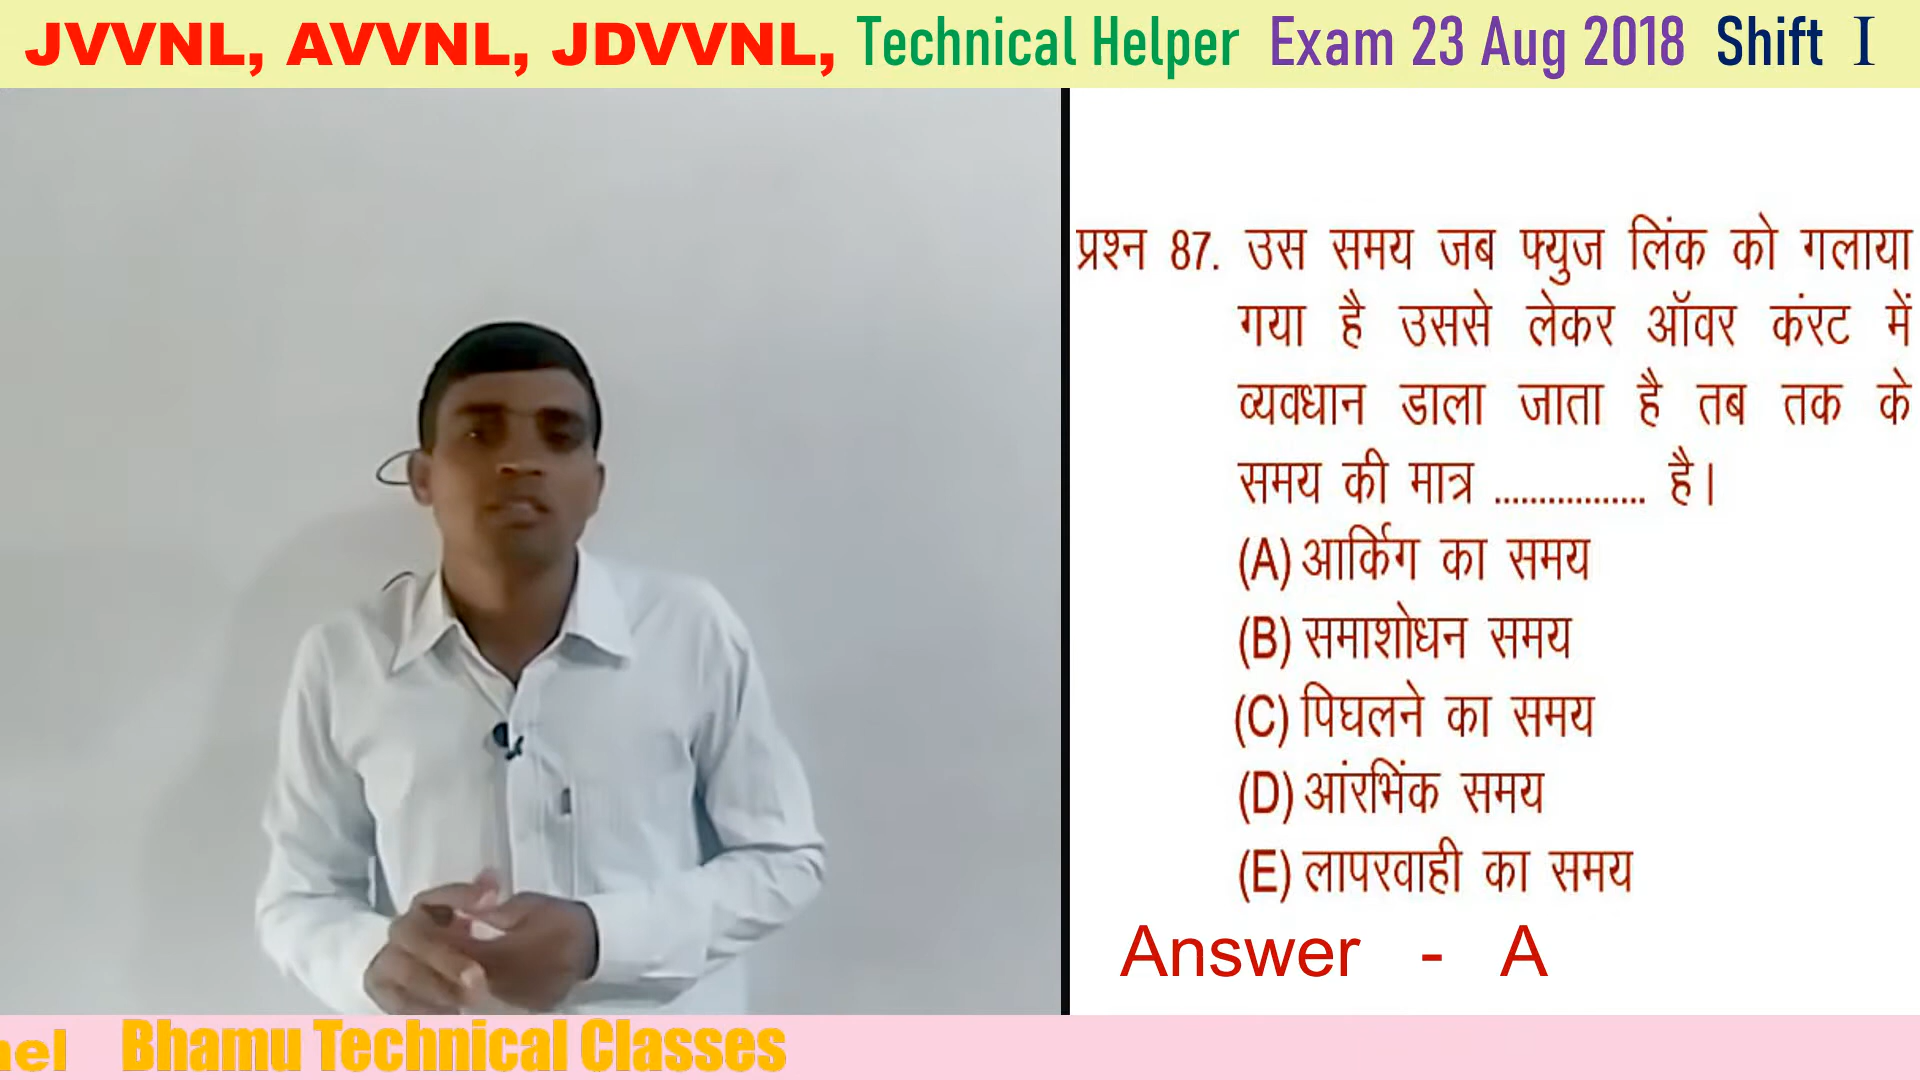 JVVNL, AVVNL, JDVVNL, Technical Helper Exam 23 Aug 2018 Shift I
प्रश्न 87. उस समय जब फ्युज लिंक को गलाया
गया है उससे लेकर ऑवर कंरट में
व्यवधान डाला जाता है तब तक के
समय की मात्र ................. है।
(A) आर्किग का समय
(B) समाशोधन समय
(C) पिघलने का समय
(D) आंरभिंक समय
(E) लापरवाही का समय
Answer - A
nel Bhamu Technical Classes